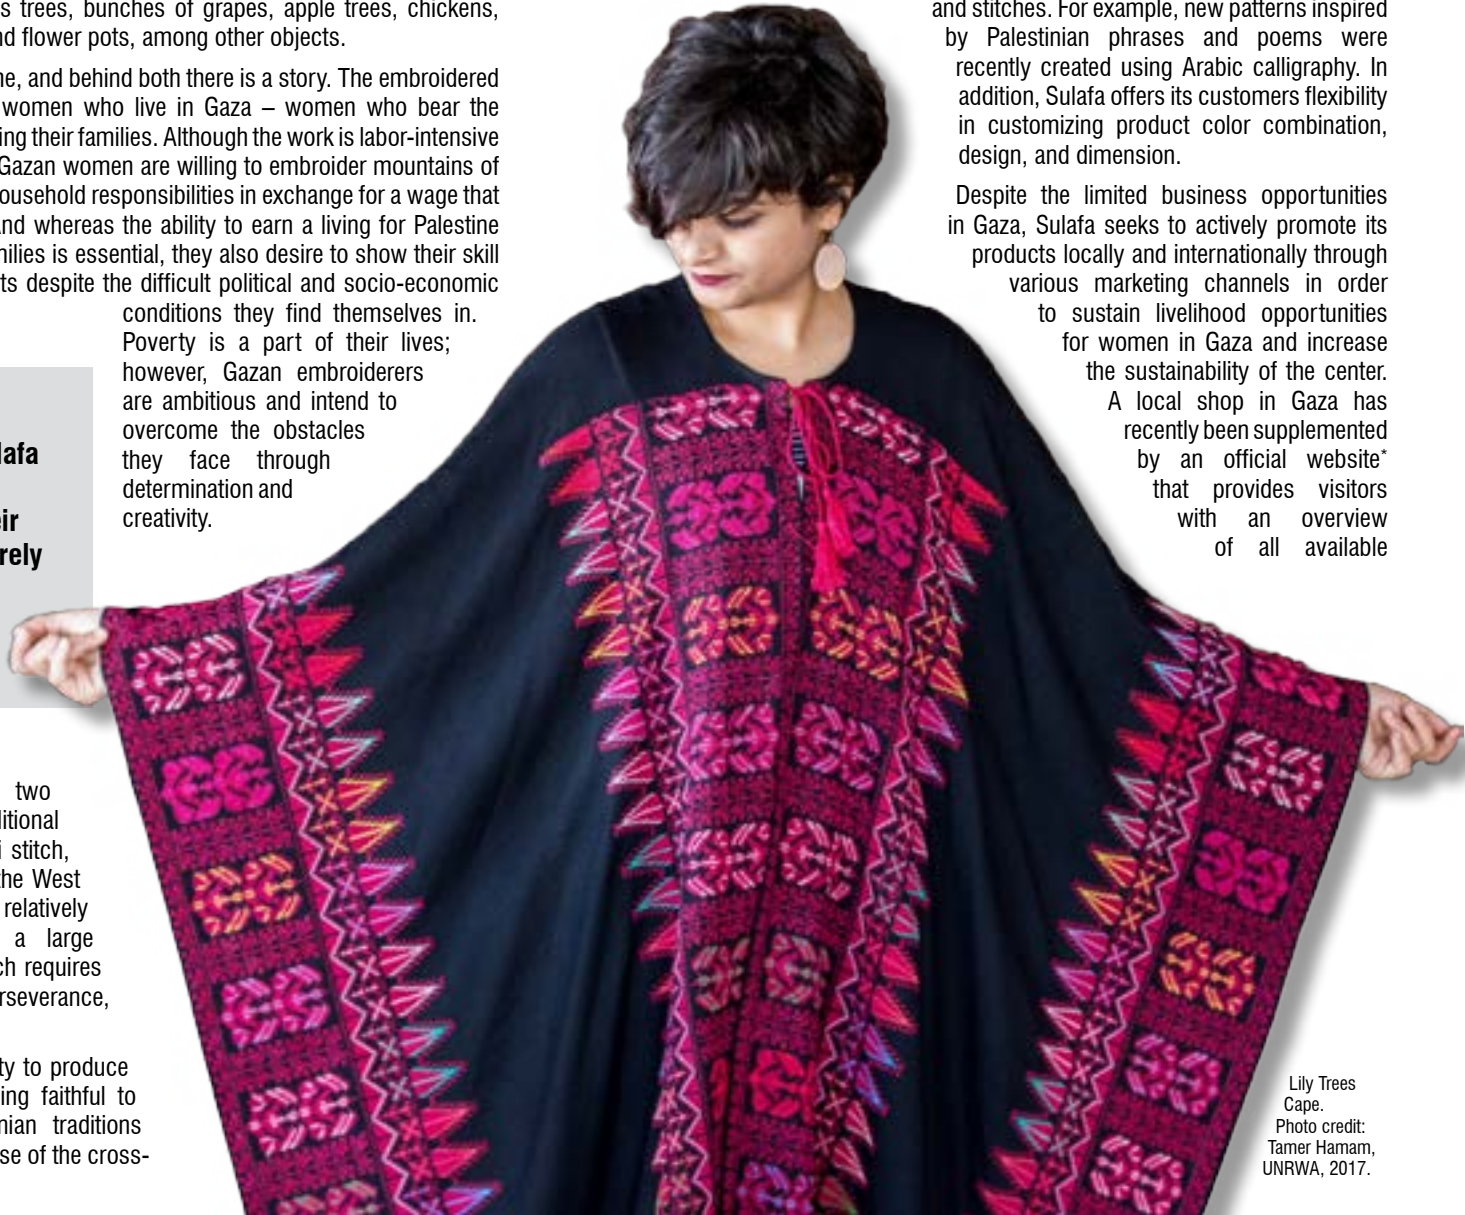 s trees, bunches of grapes, apple trees, chickens,
nd flower pots, among other objects.
ne, and behind both there is a story. The embroidered
women who live in Gaza – women who bear the
ing their families. Although the work is labor-intensive
Gazan women are willing to embroider mountains of
ousehold responsibilities in exchange for a wage that
And whereas the ability to earn a living for Palestine
milies is essential, they also desire to show their skill
ts despite the difficult political and socio-economic
conditions they find themselves in.
Poverty is a part of their lives;
however, Gazan embroiderers
are ambitious and intend to
overcome the obstacles
they face through
determination and
creativity.
lafa
eir
rely
two
ditional
i stitch,
the West
relatively
a large
ch requires
rseverance,
ty to produce
ing faithful to
nian traditions
se of the cross-
and stitches. For example, new patterns inspired
by Palestinian phrases and poems were
recently created using Arabic calligraphy. In
addition, Sulafa offers its customers flexibility
in customizing product color combination,
design, and dimension.
Despite the limited business opportunities
in Gaza, Sulafa seeks to actively promote its
products locally and internationally through
various marketing channels in order
to sustain livelihood opportunities
for women in Gaza and increase
the sustainability of the center.
A local shop in Gaza has
recently been supplemented
by an official website*
that provides visitors
with an overview
of all available
Lily Trees
Cape.
Photo credit:
Tamer Hamam,
UNRWA, 2017.